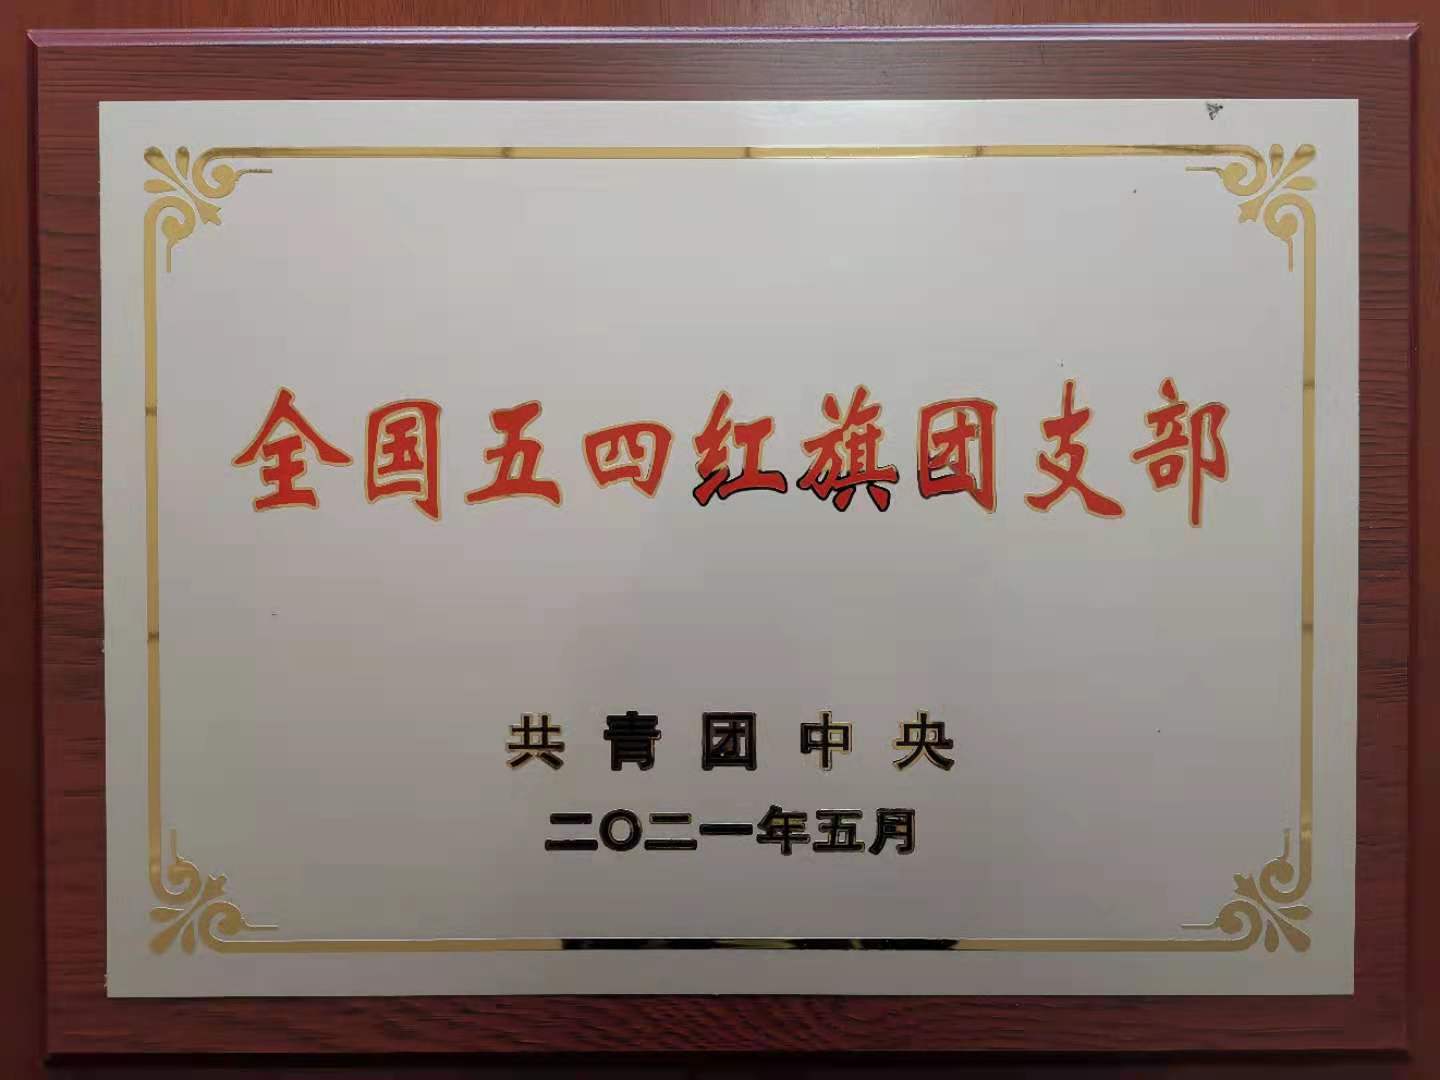 全国五四红旗团支部
共青团中央
二〇二一年五月